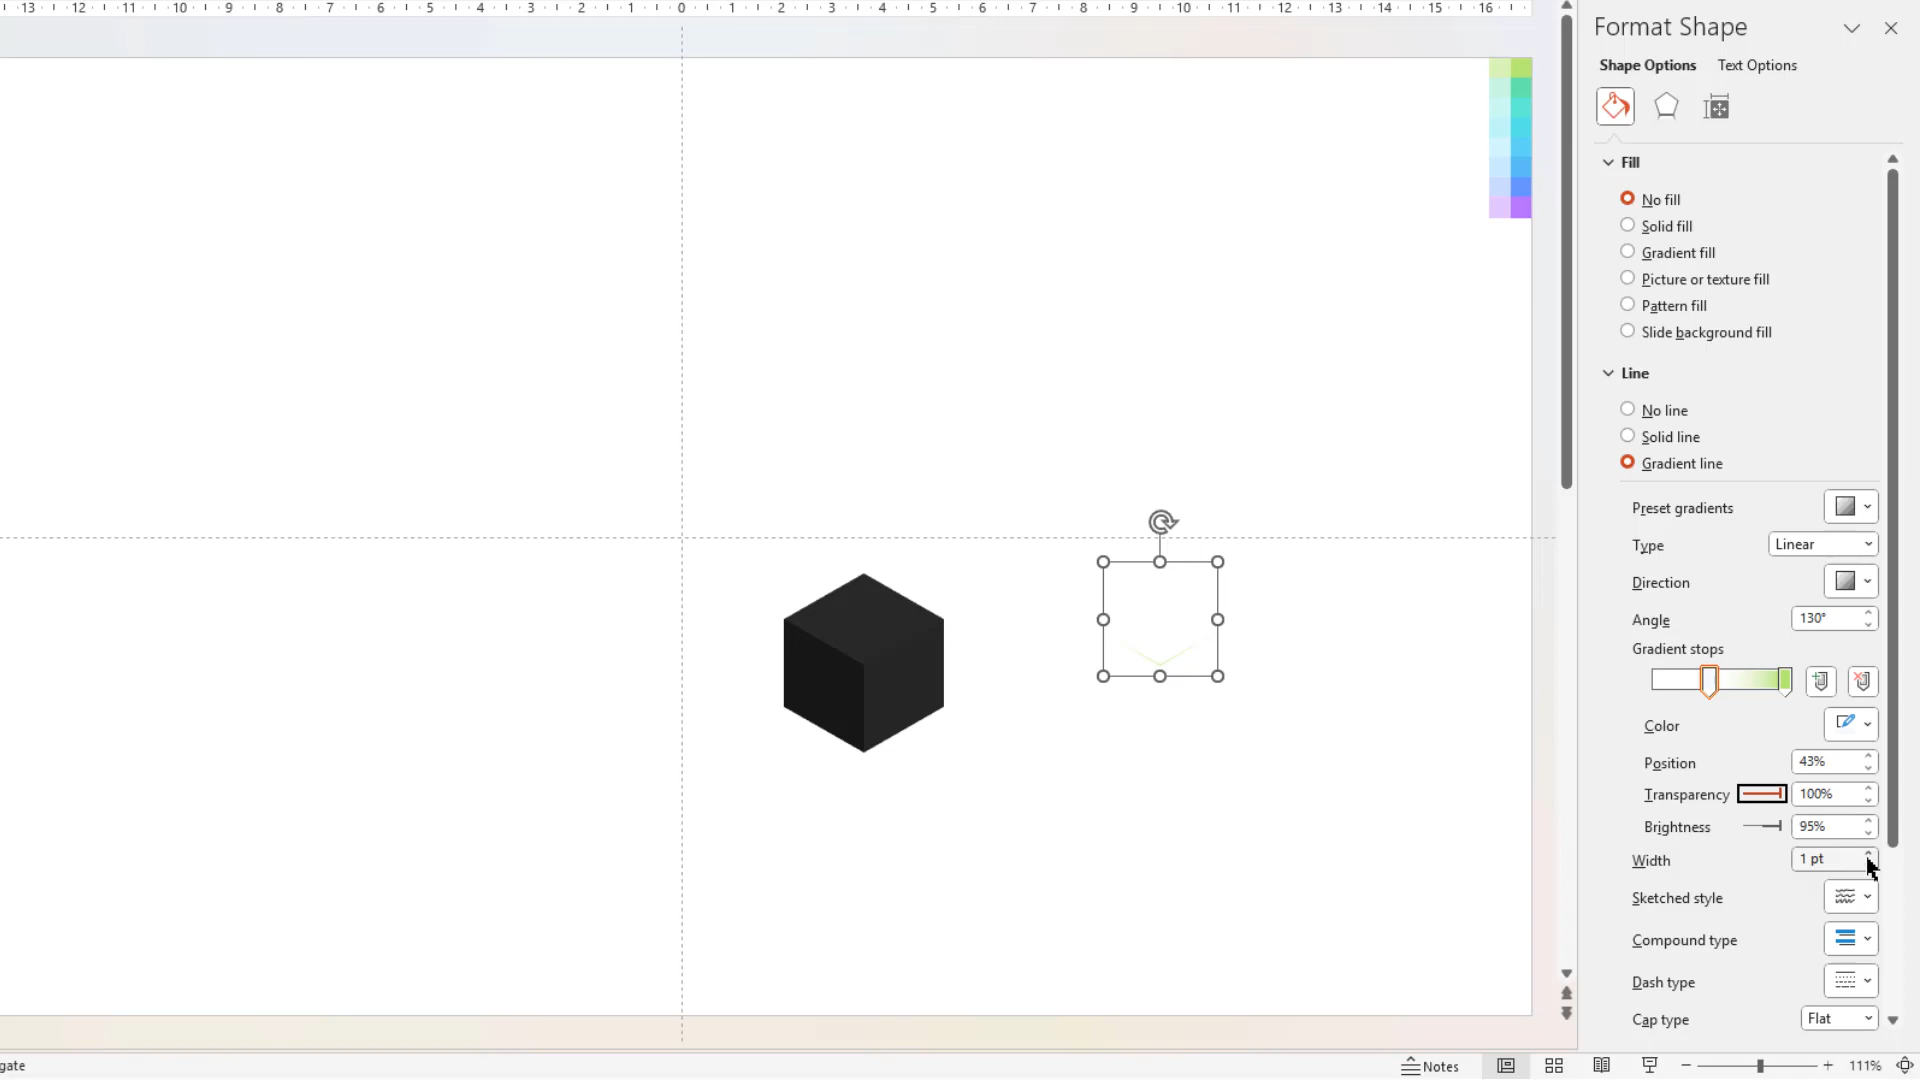 13 12 11 10 9 8 7 6 5 4 3 2 1 0 1 2 3 4 5 6 7 8 9 10 11 12 13 14 15 16
Format Shape
Shape Options Text Options
Fill
No fill
Solid fill
Gradient fill
Picture or texture fill
Pattern fill
Slide background fill
Line
No line
Solid line
Gradient line
Preset gradients
Type Linear
Direction
Angle 130°
Gradient stops
Color
Position 43%
Transparency 100%
Brightness 95%
Width 1 pt
Sketched style
Compound type
Dash type
Cap type Flat
gate Notes 111%